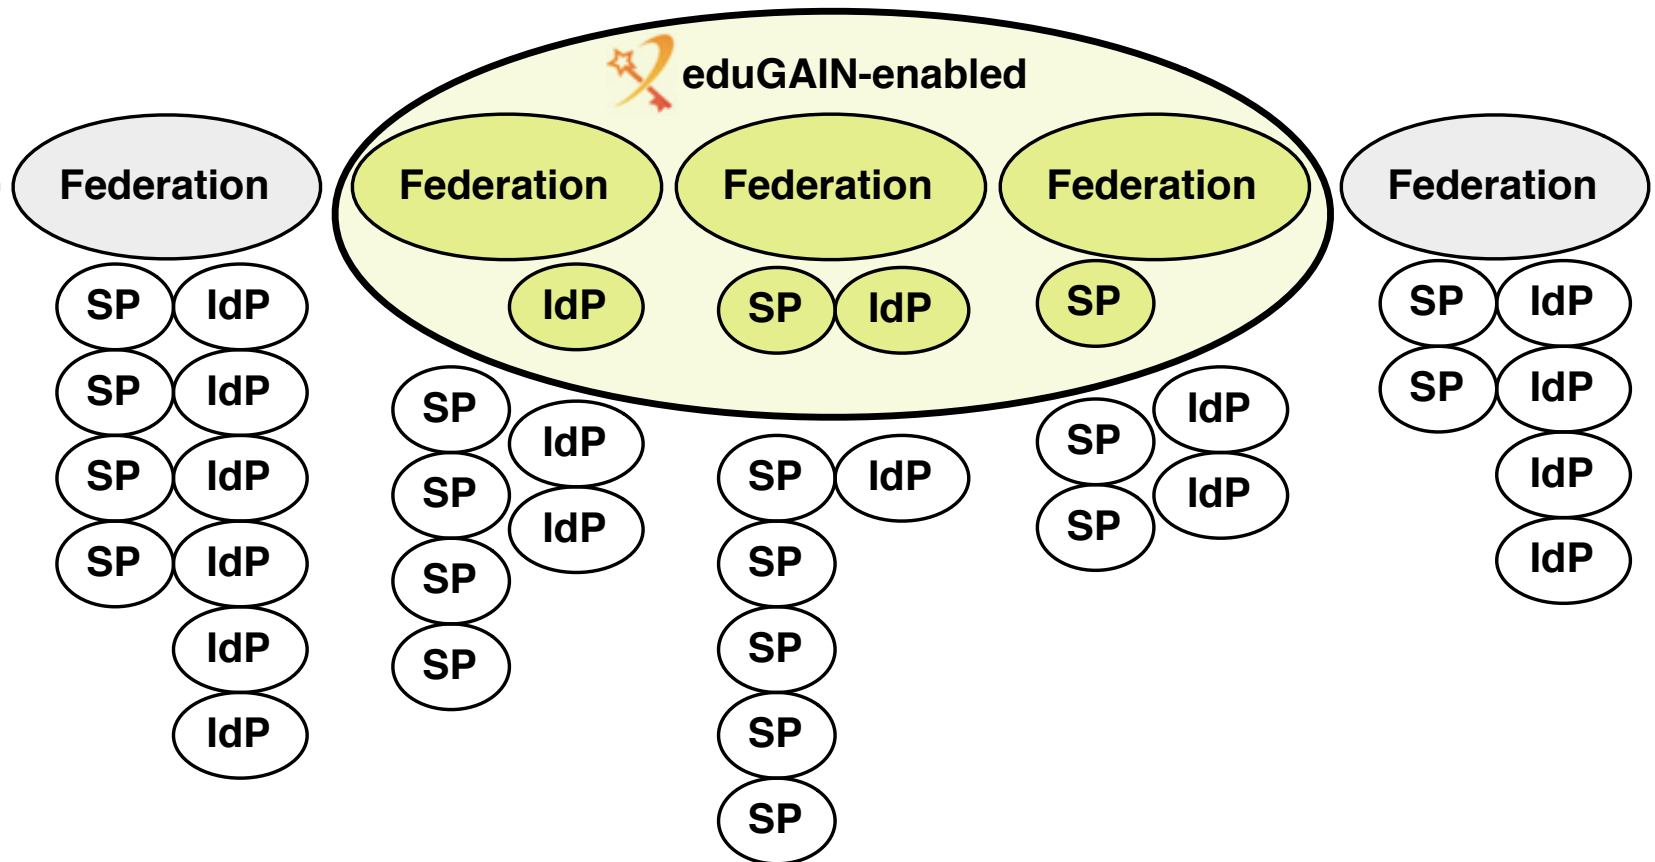 eduGAIN-enabled
Federation Federation Federation Federation Federation
SP IdP IdP SP IdP SP SP IdP
SP IdP SP IdP SP IdP
SP IdP SP IdP SP IdP SP IdP IdP
SP IdP SP IdP SP SP IdP
SP
IdP SP SP
IdP SP
SP